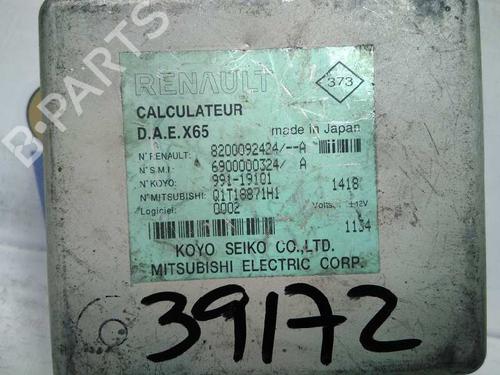 RENAULT
373
CALCULATEUR
D.A.E.X65
made in Japan
N° RENAULT: 8200092424/--A
N° S.M.I.: 6900000324/ A
N° KOYO: 991-19101 1418
N° MITSUBISHI: Q1T18871H1
Logiciel: 0002 Volts: 12V
1134
KOYO SEIKO CO.,LTD.
MITSUBISHI ELECTRIC CORP.
39172
B-PARTS